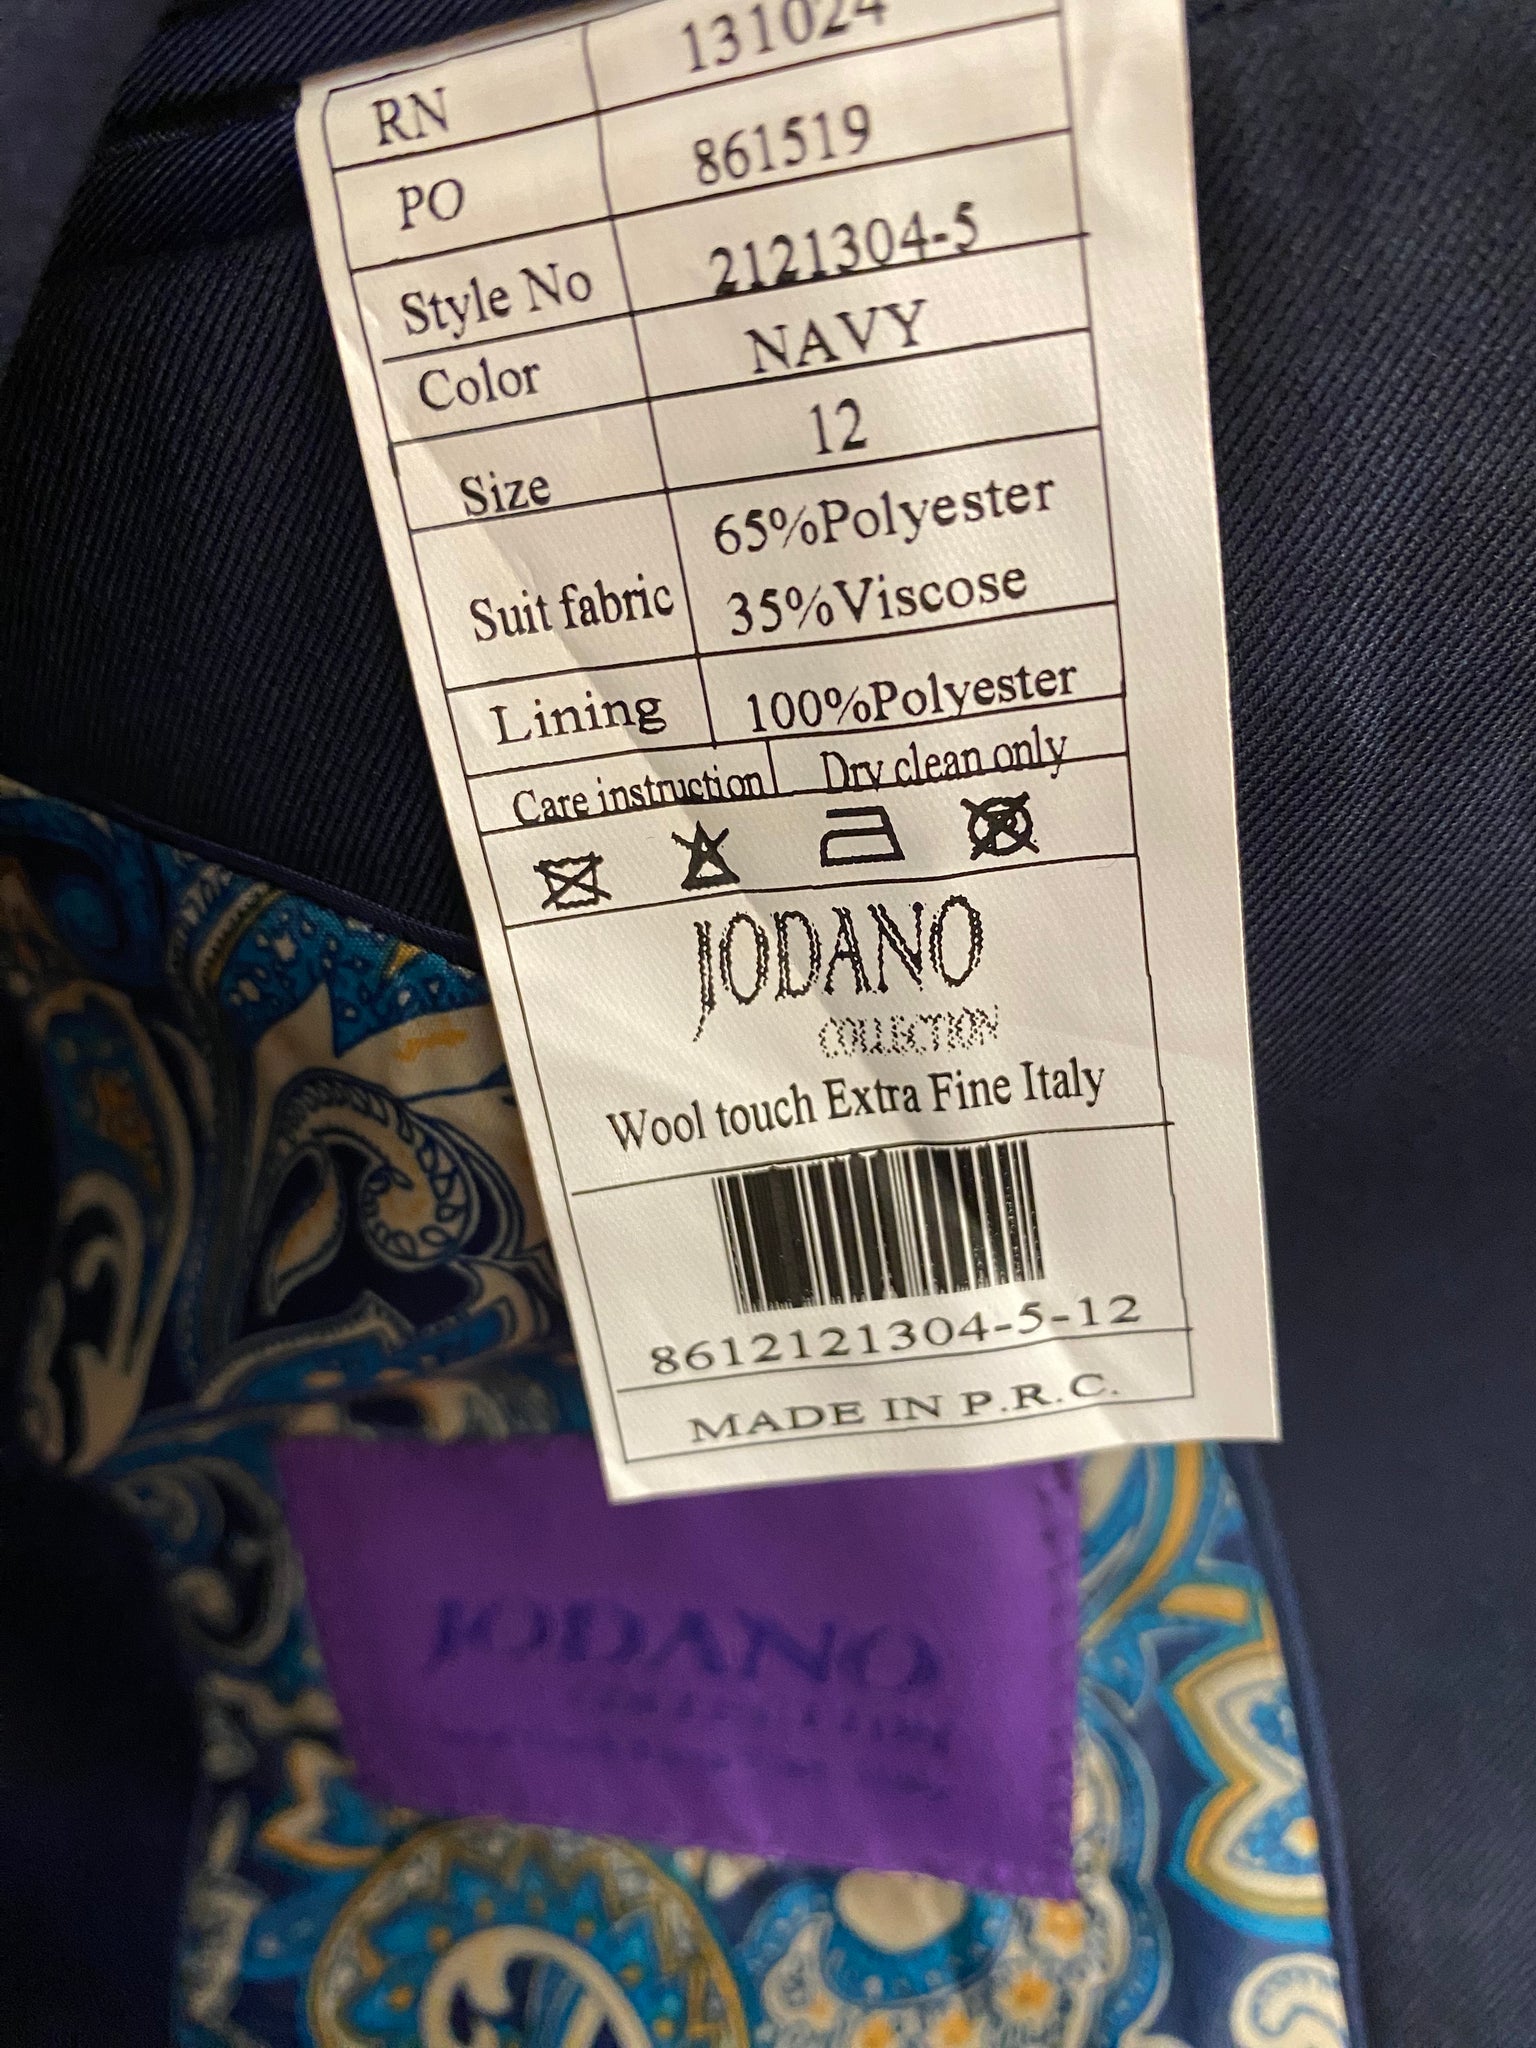 RN 131024
PO 861519
Style No 2121304-5
Color NAVY
Size 12
Suit fabric 65%Polyester
35%Viscose
Lining 100%Polyester
Care instruction Dry clean only
JODANO
COLLECTION
Wool touch Extra Fine Italy
8612121304-5-12
MADE IN P.R.C.
JODANO
COLLECTION